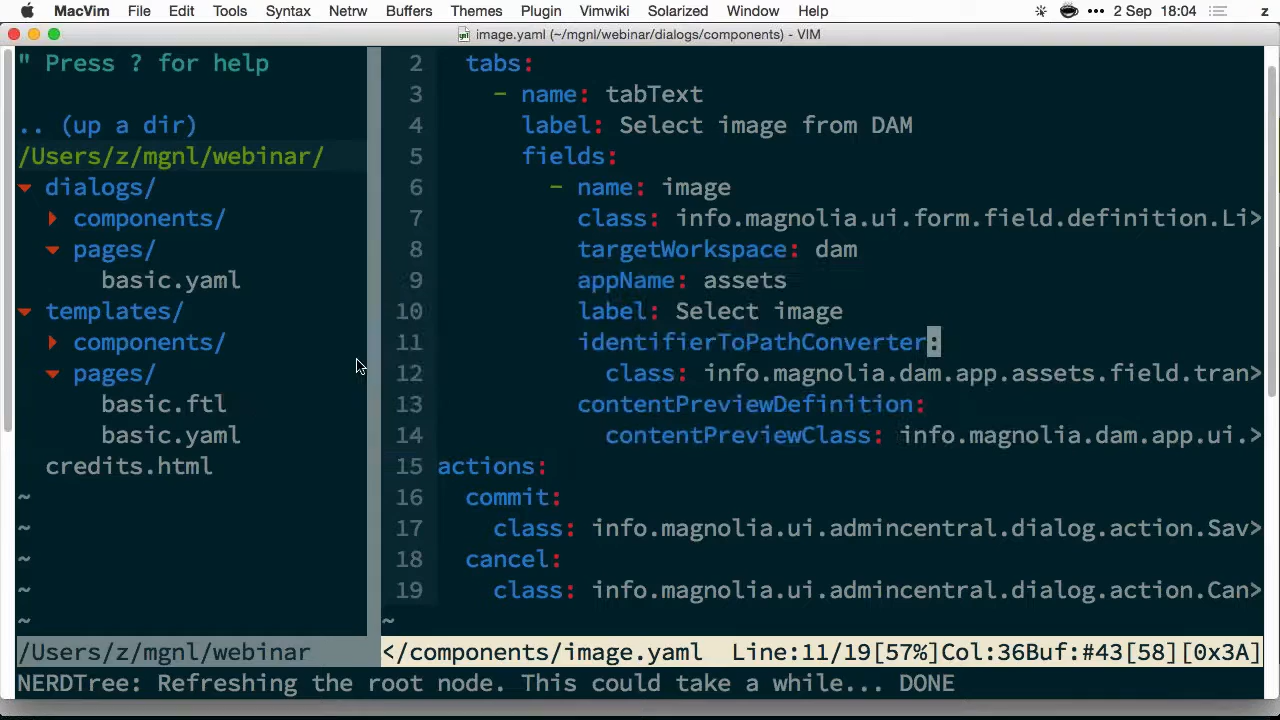 MacVim File Edit Tools Syntax Netrw Buffers Themes Plugin Vimwiki Solarized Window Help 2 Sep 18:04 z
image.yaml (~/mgnl/webinar/dialogs/components) - VIM
" Press ? for help
.. (up a dir)
/Users/z/mgnl/webinar/
▾ dialogs/
▸ components/
▾ pages/
basic.yaml
▾ templates/
▸ components/
▾ pages/
basic.ftl
basic.yaml
credits.html
~
~
~
~
~
2 tabs:
3 - name: tabText
4 label: Select image from DAM
5 fields:
6 - name: image
7 class: info.magnolia.ui.form.field.definition.Li>
8 targetWorkspace: dam
9 appName: assets
10 label: Select image
11 identifierToPathConverter:
12 class: info.magnolia.dam.app.assets.field.tran>
13 contentPreviewDefinition:
14 contentPreviewClass: info.magnolia.dam.app.ui.>
15 actions:
16 commit:
17 class: info.magnolia.ui.admincentral.dialog.action.Sav>
18 cancel:
19 class: info.magnolia.ui.admincentral.dialog.action.Can>
~
/Users/z/mgnl/webinar
</components/image.yaml Line:11/19[57%]Col:36Buf:#43[58][0x3A]
NERDTree: Refreshing the root node. This could take a while... DONE